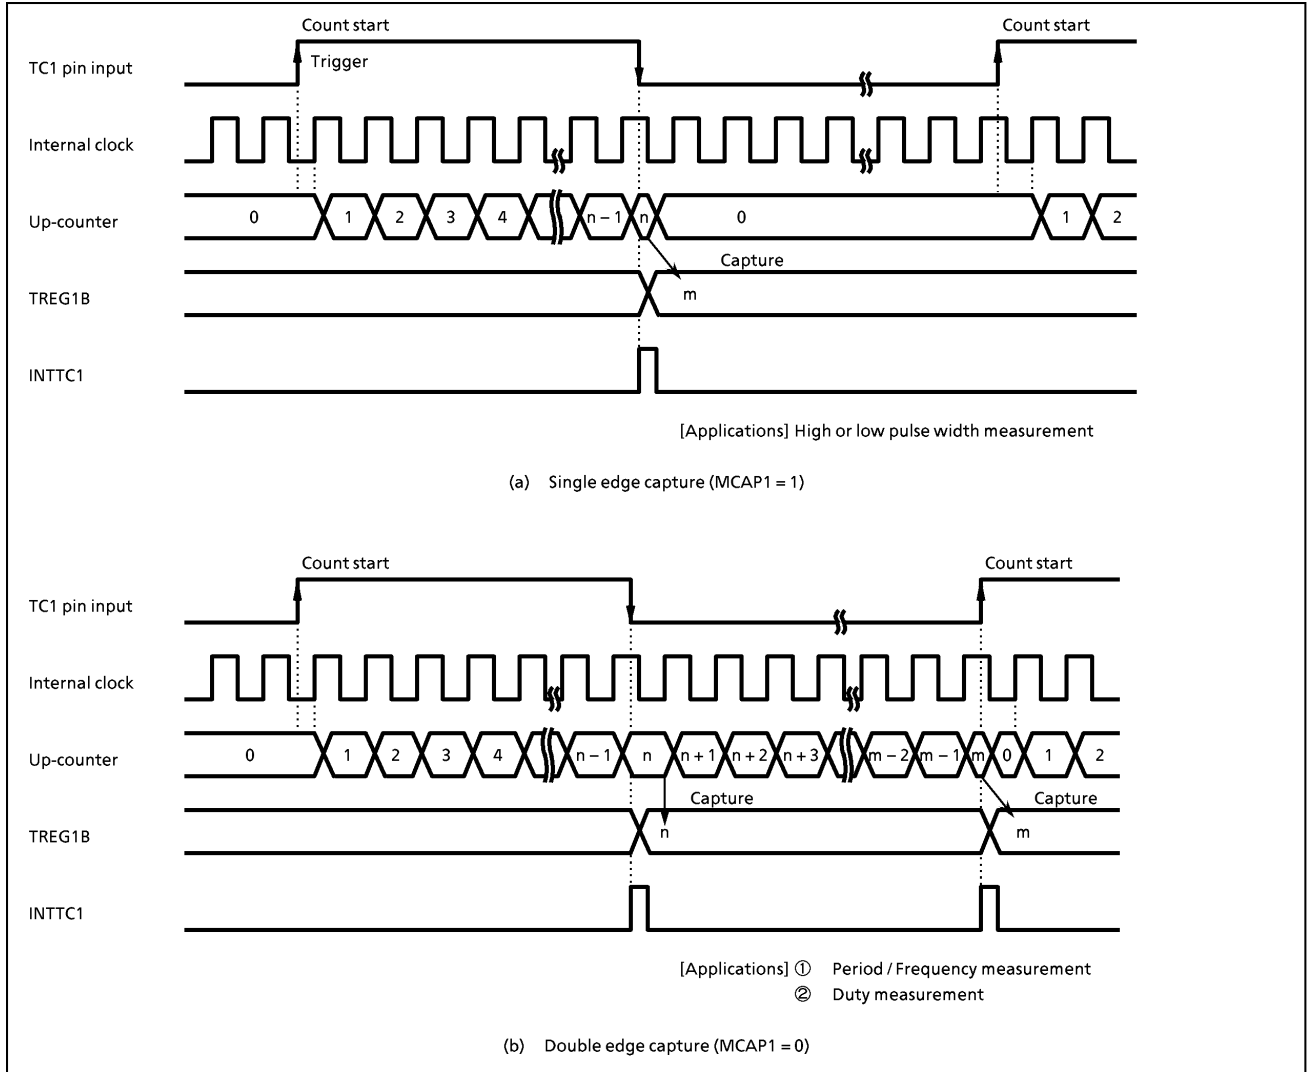 Count start
Count start
TC1 pin input
Trigger
Internal clock
Up-counter
0 1 2 3 4 n – 1 n 0 1 2
Capture
TREG1B
m
INTTC1
[Applications] High or low pulse width measurement
(a) Single edge capture (MCAP1 = 1)
Count start
Count start
TC1 pin input
Internal clock
Up-counter
0 1 2 3 4 n – 1 n n + 1 n + 2 n + 3 m – 2 m – 1 m 0 1 2
Capture
Capture
TREG1B
n
m
INTTC1
[Applications] ① Period / Frequency measurement
② Duty measurement
(b) Double edge capture (MCAP1 = 0)